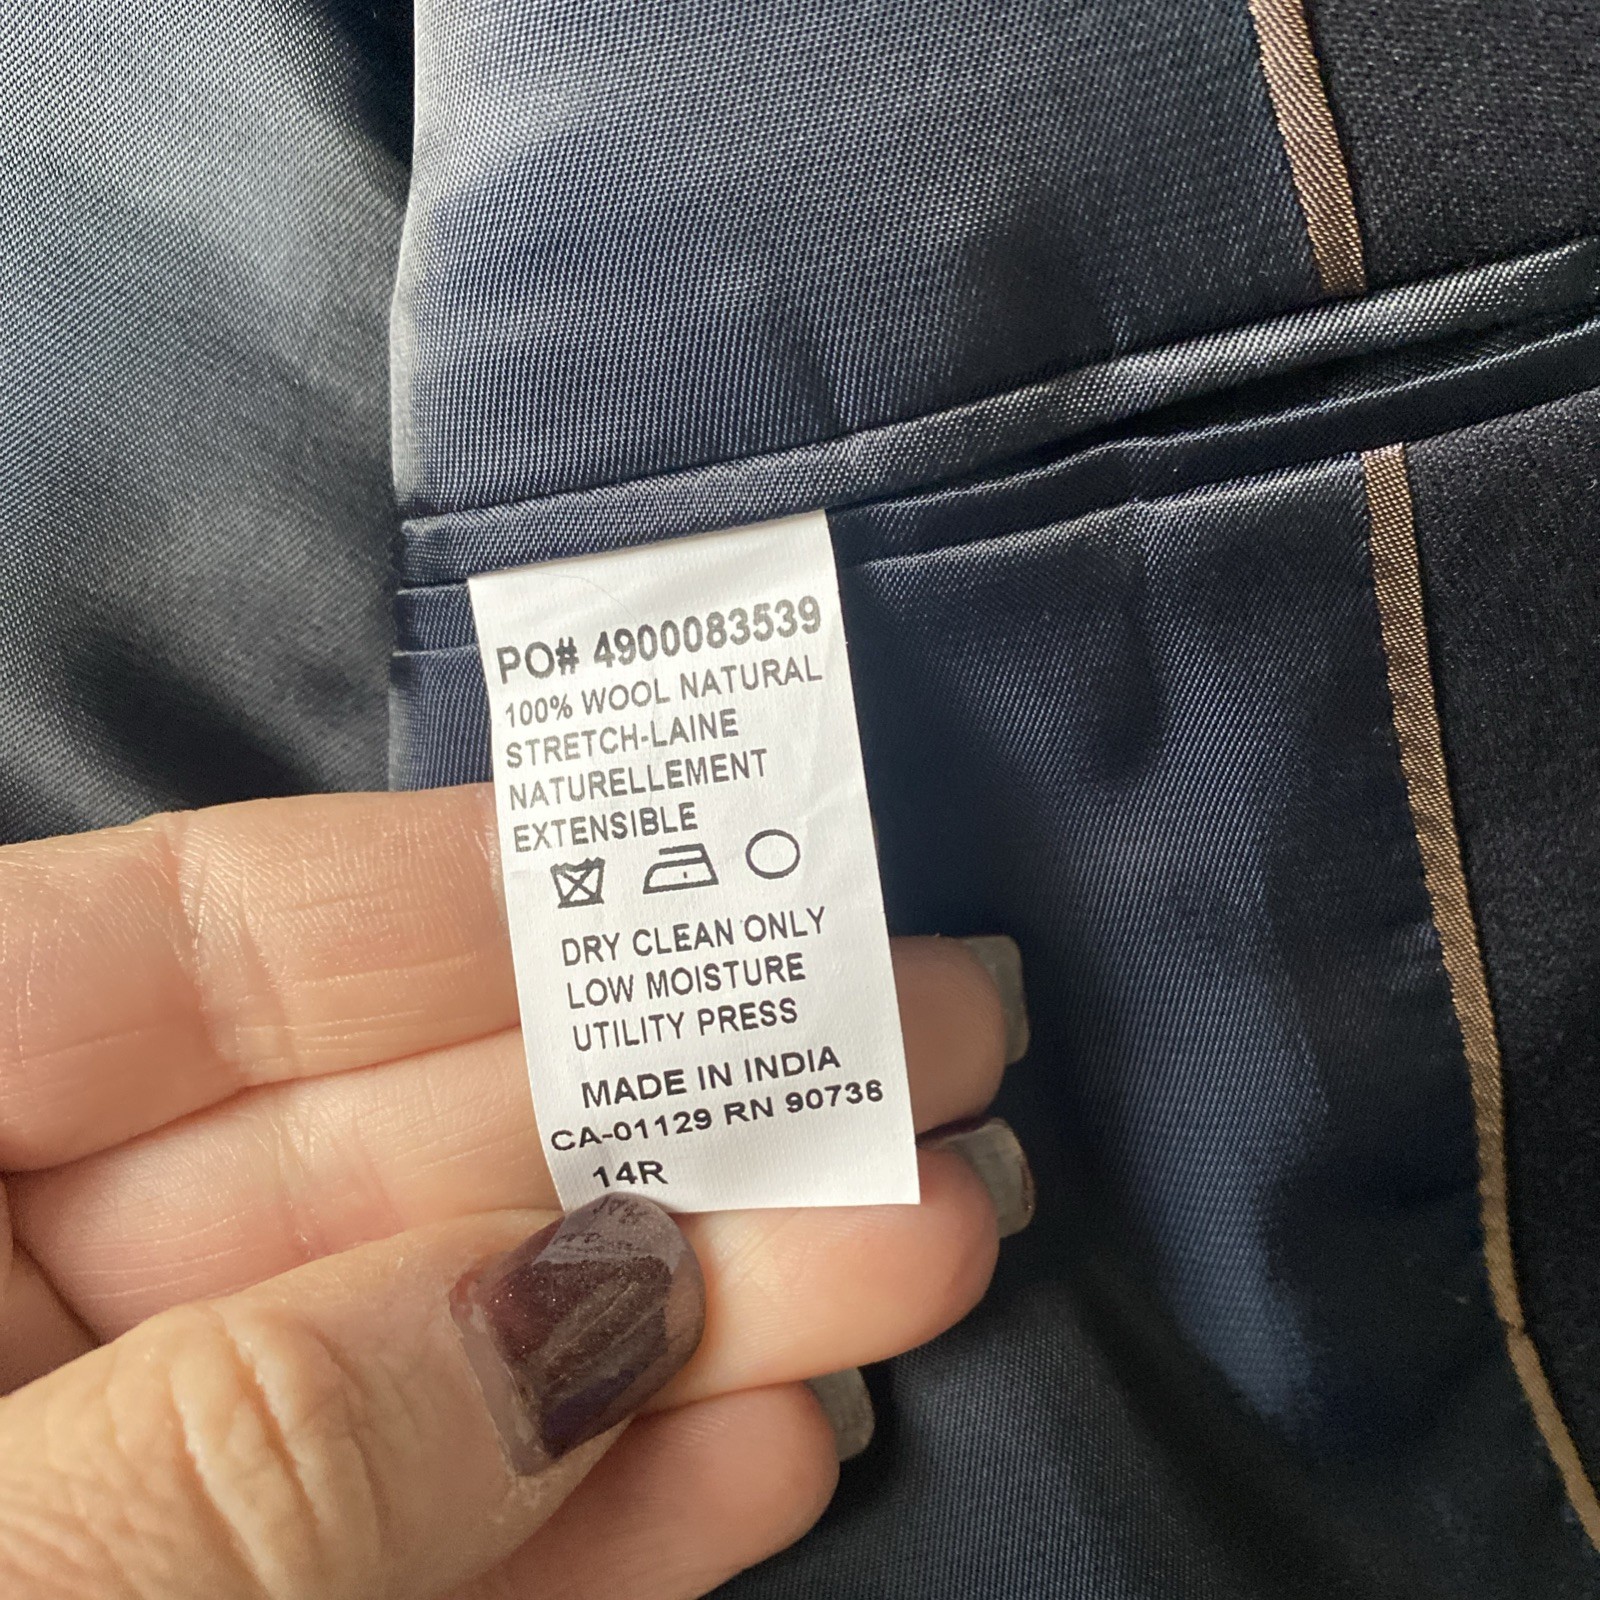 PO# 4900083539
100% WOOL NATURAL
STRETCH-LAINE
NATURELLEMENT
EXTENSIBLE
DRY CLEAN ONLY
LOW MOISTURE
UTILITY PRESS
MADE IN INDIA
CA-01129 RN 90736
14R